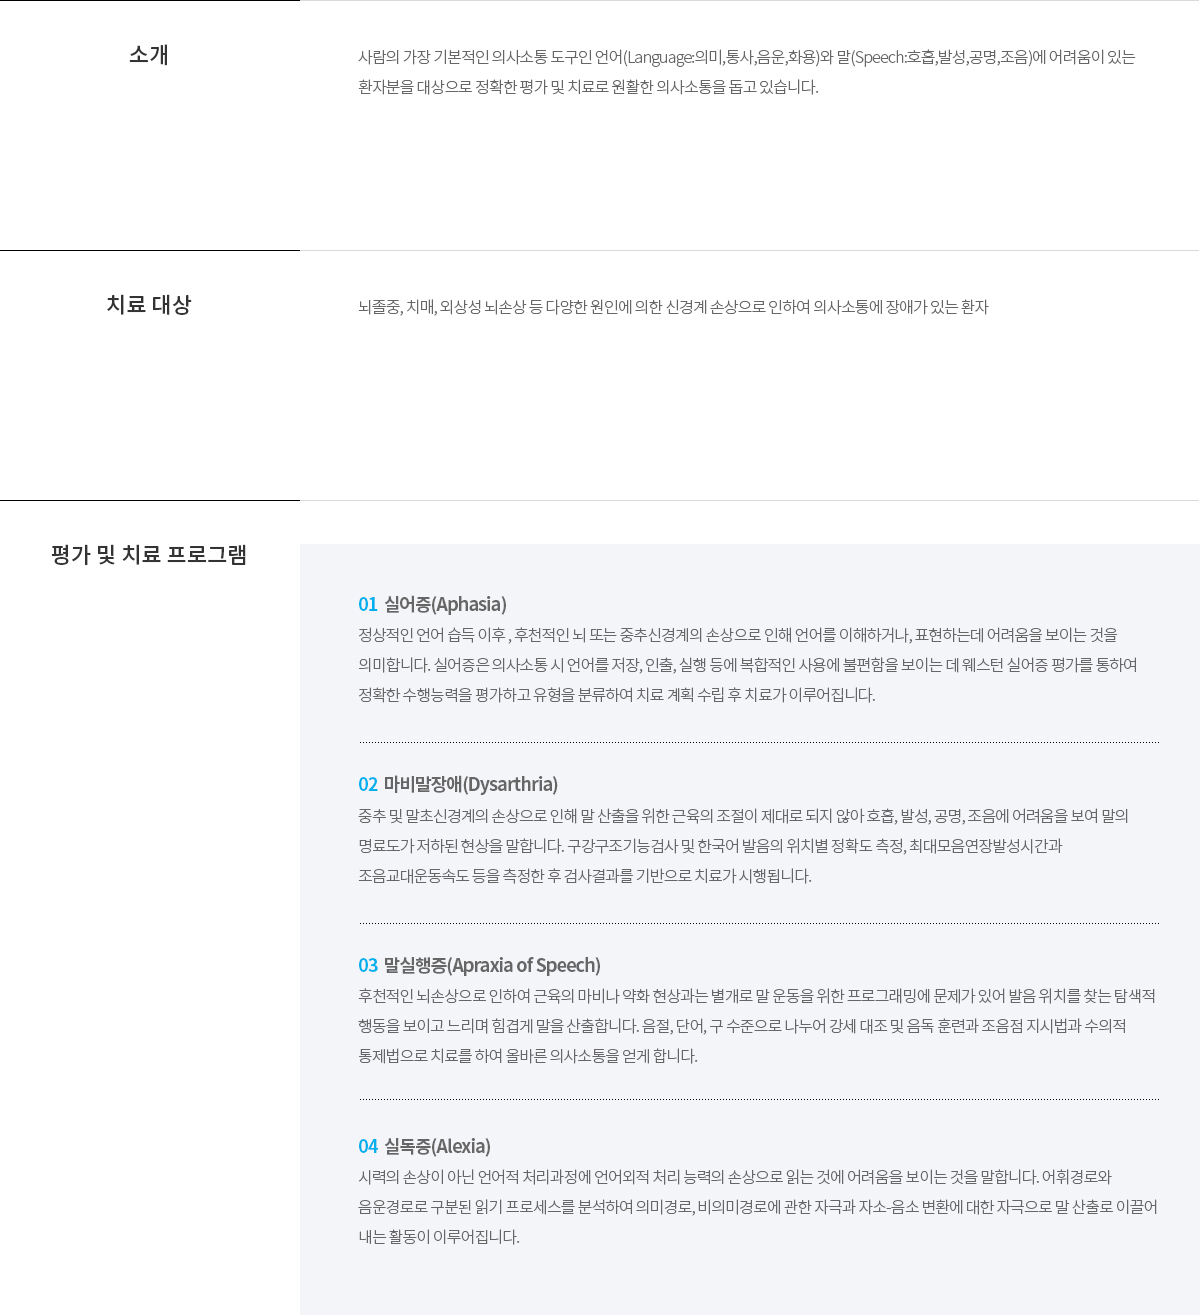 소개
사람의 가장 기본적인 의사소통 도구인 언어(Language:의미,통사,음운,화용)와 말(Speech:호흡,발성,공명,조음)에 어려움이 있는
환자분을 대상으로 정확한 평가 및 치료로 원활한 의사소통을 돕고 있습니다.
치료 대상
뇌졸중, 치매, 외상성 뇌손상 등 다양한 원인에 의한 신경계 손상으로 인하여 의사소통에 장애가 있는 환자
평가 및 치료 프로그램
01 실어증(Aphasia)
정상적인 언어 습득 이후 , 후천적인 뇌 또는 중추신경계의 손상으로 인해 언어를 이해하거나, 표현하는데 어려움을 보이는 것을
의미합니다. 실어증은 의사소통 시 언어를 저장, 인출, 실행 등에 복합적인 사용에 불편함을 보이는 데 웨스턴 실어증 평가를 통하여
정확한 수행능력을 평가하고 유형을 분류하여 치료 계획 수립 후 치료가 이루어집니다.
02 마비말장애(Dysarthria)
중추 및 말초신경계의 손상으로 인해 말 산출을 위한 근육의 조절이 제대로 되지 않아 호흡, 발성, 공명, 조음에 어려움을 보여 말의
명료도가 저하된 현상을 말합니다. 구강구조기능검사 및 한국어 발음의 위치별 정확도 측정, 최대모음연장발성시간과
조음교대운동속도 등을 측정한 후 검사결과를 기반으로 치료가 시행됩니다.
03 말실행증(Apraxia of Speech)
후천적인 뇌손상으로 인하여 근육의 마비나 약화 현상과는 별개로 말 운동을 위한 프로그래밍에 문제가 있어 발음 위치를 찾는 탐색적
행동을 보이고 느리며 힘겹게 말을 산출합니다. 음절, 단어, 구 수준으로 나누어 강세 대조 및 음독 훈련과 조음점 지시법과 수의적
통제법으로 치료를 하여 올바른 의사소통을 얻게 합니다.
04 실독증(Alexia)
시력의 손상이 아닌 언어적 처리과정에 언어외적 처리 능력의 손상으로 읽는 것에 어려움을 보이는 것을 말합니다. 어휘경로와
음운경로로 구분된 읽기 프로세스를 분석하여 의미경로, 비의미경로에 관한 자극과 자소-음소 변환에 대한 자극으로 말 산출로 이끌어
내는 활동이 이루어집니다.